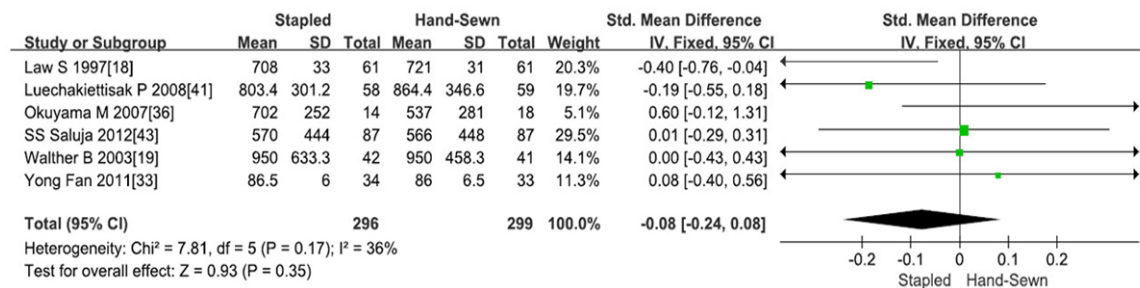 Stapled Hand-Sewn Std. Mean Difference Std. Mean Difference
Study or Subgroup Mean SD Total Mean SD Total Weight IV, Fixed, 95% CI IV, Fixed, 95% CI
Law S 1997[18] 708 33 61 721 31 61 20.3% -0.40 [-0.76, -0.04]
Luechakiettisak P 2008[41] 803.4 301.2 58 864.4 346.6 59 19.7% -0.19 [-0.55, 0.18]
Okuyama M 2007[36] 702 252 14 537 281 18 5.1% 0.60 [-0.12, 1.31]
SS Saluja 2012[43] 570 444 87 566 448 87 29.5% 0.01 [-0.29, 0.31]
Walther B 2003[19] 950 633.3 42 950 458.3 41 14.1% 0.00 [-0.43, 0.43]
Yong Fan 2011[33] 86.5 6 34 86 6.5 33 11.3% 0.08 [-0.40, 0.56]
Total (95% CI) 296 299 100.0% -0.08 [-0.24, 0.08]
Heterogeneity: Chi² = 7.81, df = 5 (P = 0.17); I² = 36%
Test for overall effect: Z = 0.93 (P = 0.35)
-0.2 -0.1 0 0.1 0.2
Stapled Hand-Sewn